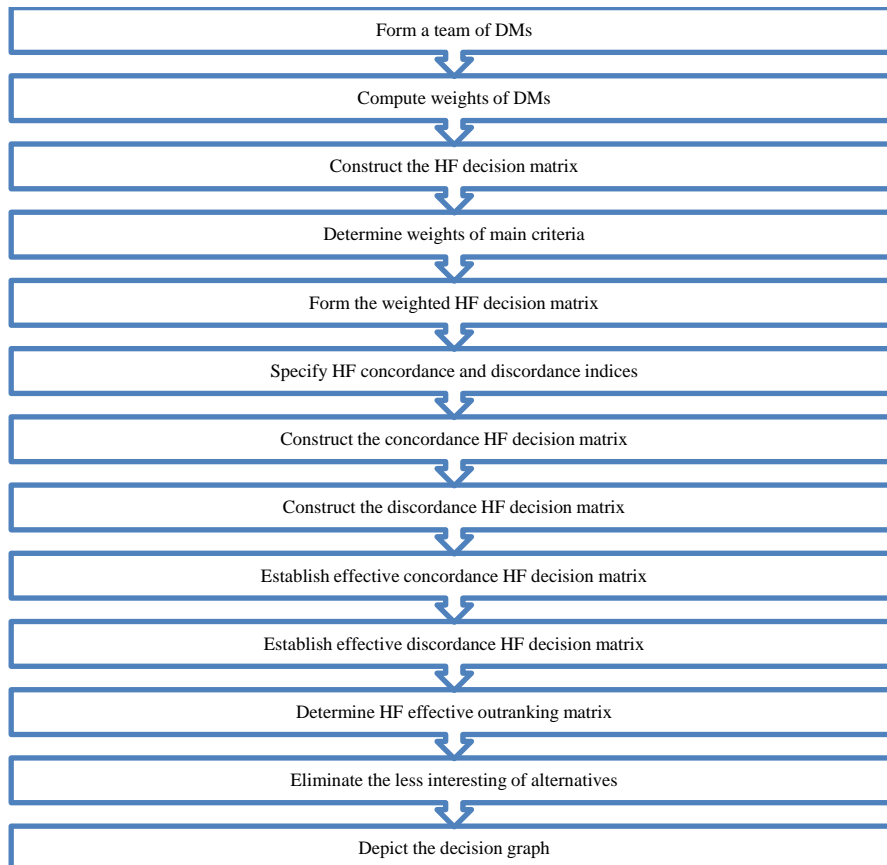 Form a team of DMs
Compute weights of DMs
Construct the HF decision matrix
Determine weights of main criteria
Form the weighted HF decision matrix
Specify HF concordance and discordance indices
Construct the concordance HF decision matrix
Construct the discordance HF decision matrix
Establish effective concordance HF decision matrix
Establish effective discordance HF decision matrix
Determine HF effective outranking matrix
Eliminate the less interesting of alternatives
Depict the decision graph